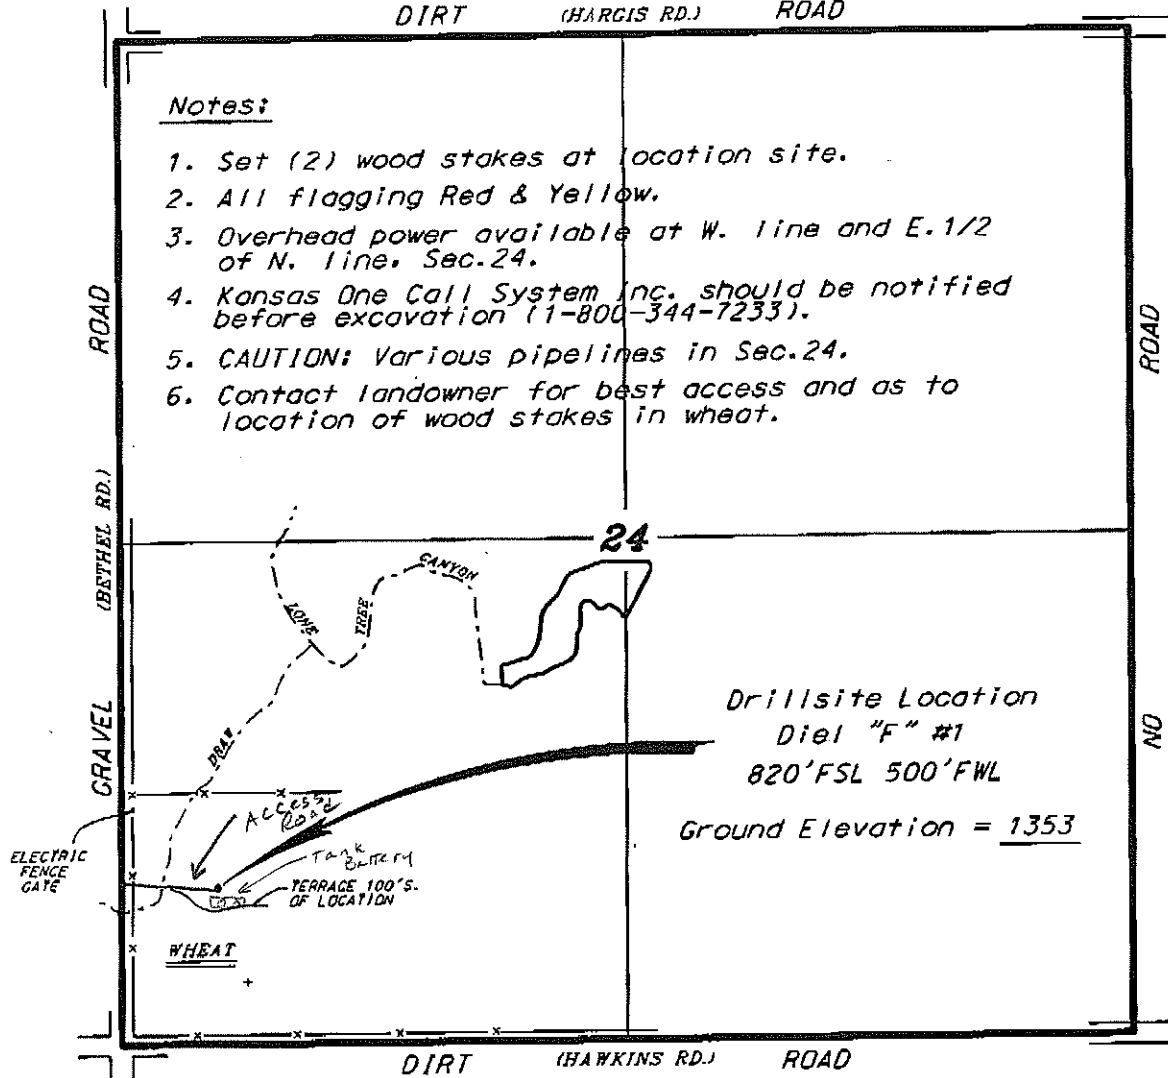 DIRT (HARGIS RD.) ROAD
Notes:
1. Set (2) wood stakes at location site.
2. All flagging Red & Yellow.
3. Overhead power available at W. line and E.1/2
of N. line. Sec.24.
4. Kansas One Call System Inc. should be notified
before excavation (1-800-344-7233).
5. CAUTION: Various pipelines in Sec.24.
6. Contact landowner for best access and as to
location of wood stakes in wheat.
GRAVEL (BETHEL RD.) ROAD
NO ROAD
24
LONE TREE CANYON
DRAW
Drillsite Location
Diel "F" #1
820'FSL 500'FWL
Ground Elevation = 1353
Access
Road
Tank
Battery
ELECTRIC
FENCE
GATE
TERRACE 100'S.
OF LOCATION
WHEAT
DIRT (HAWKINS RD.) ROAD